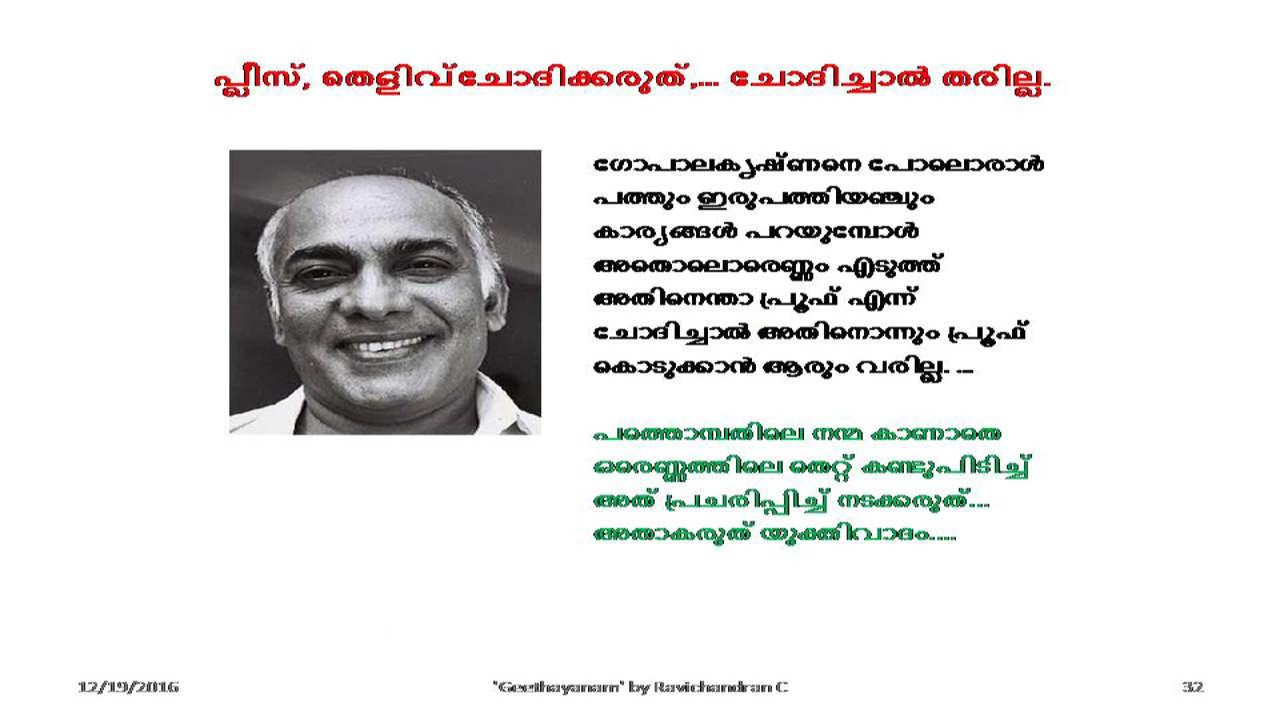 പ്ലീസ്, തെളിവ് ചോദിക്കരുത്,... ചോദിച്ചാൽ തരില്ല.
ഗോപാലകൃഷ്ണനെ പോലൊരാൾ
പത്തും ഇരുപത്തിയഞ്ചും
കാര്യങ്ങൾ പറയുമ്പോൾ
അതൊലൊരെണ്ണം എടുത്ത്
അതിനെന്താ പ്രൂഫ് എന്ന്
ചോദിച്ചാൽ അതിനൊന്നും പ്രൂഫ്
കൊടുക്കാൻ ആരും വരില്ല. ...
പത്തൊമ്പതിലെ നന്മ കാണാതെ
ഒരെണ്ണത്തിലെ തെറ്റ് കണ്ടുപിടിച്ച്
അത് പ്രചരിപ്പിച്ച് നടക്കരുത്...
അതാകരുത് യുക്തിവാദം.....
12/19/2016 'Geethayanam' by Ravichandran C 32